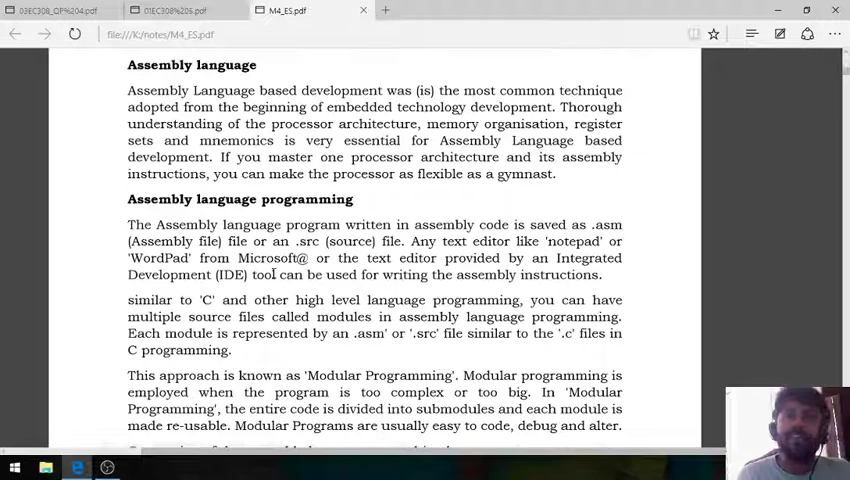 03EC308_QP%204.pdf
01EC308%205.pdf
M4_ES.pdf
file:///K:/notes/M4_ES.pdf
Assembly language
Assembly Language based development was (is) the most common technique
adopted from the beginning of embedded technology development. Thorough
understanding of the processor architecture, memory organisation, register
sets and mnemonics is very essential for Assembly Language based
development. If you master one processor architecture and its assembly
instructions, you can make the processor as flexible as a gymnast.
Assembly language programming
The Assembly language program written in assembly code is saved as .asm
(Assembly file) file or an .src (source) file. Any text editor like 'notepad' or
'WordPad' from Microsoft@ or the text editor provided by an Integrated
Development (IDE) tool can be used for writing the assembly instructions.
similar to 'C' and other high level language programming, you can have
multiple source files called modules in assembly language programming.
Each module is represented by an .asm' or '.src' file similar to the '.c' files in
C programming.
This approach is known as 'Modular Programming'. Modular programming is
employed when the program is too complex or too big. In 'Modular
Programming', the entire code is divided into submodules and each module is
made re-usable. Modular Programs are usually easy to code, debug and alter.